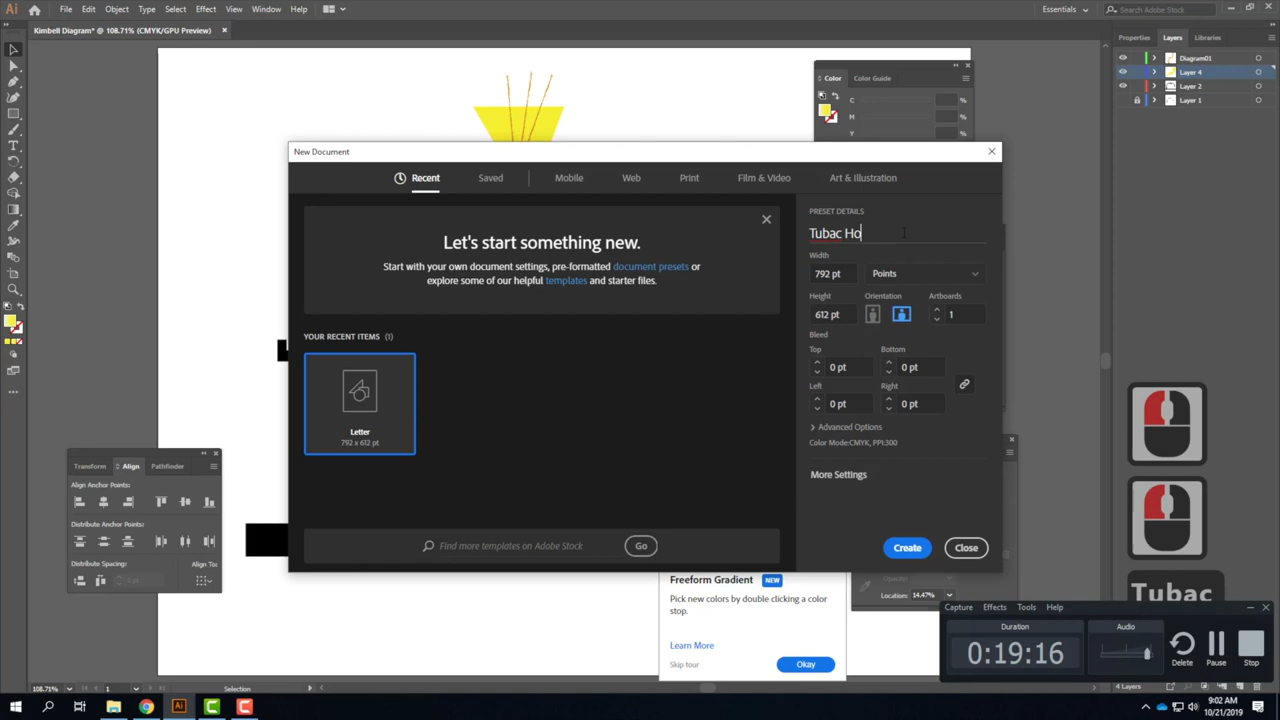 Ai File Edit Object Type Select Effect View Window Help Essentials Search Adobe Stock
Kimbell Diagram* @ 108.71% (CMYK/GPU Preview)
Properties Layers Libraries
Diagram01
Layer 4
Layer 2
Layer 1
Color Color Guide
C %
M %
Y %
New Document
Recent Saved Mobile Web Print Film & Video Art & Illustration
Let's start something new.
Start with your own document settings, pre-formatted document presets or
explore some of our helpful templates and starter files.
YOUR RECENT ITEMS (1)
Letter
792 x 612 pt
Find more templates on Adobe Stock Go
PRESET DETAILS
Tubac Ho
Width
792 pt Points
Height Orientation Artboards
612 pt 1
Bleed
Top Bottom
0 pt 0 pt
Left Right
0 pt 0 pt
Advanced Options
Color Mode:CMYK, PPI:300
More Settings
Create Close
Transform Align Pathfinder
Align Anchor Points:
Distribute Anchor Points:
Distribute Spacing: Align To:
0 pt
Freeform Gradient NEW
Pick new colors by double clicking a color
stop.
Learn More
Skip tour Okay
Opacity:
Location: 14.47%
Tubac
Capture Effects Tools Help
Duration Audio
0:19:16 Delete Pause Stop
4 Layers
108.71% 1 Selection
Ai
9:02 AM
10/21/2019